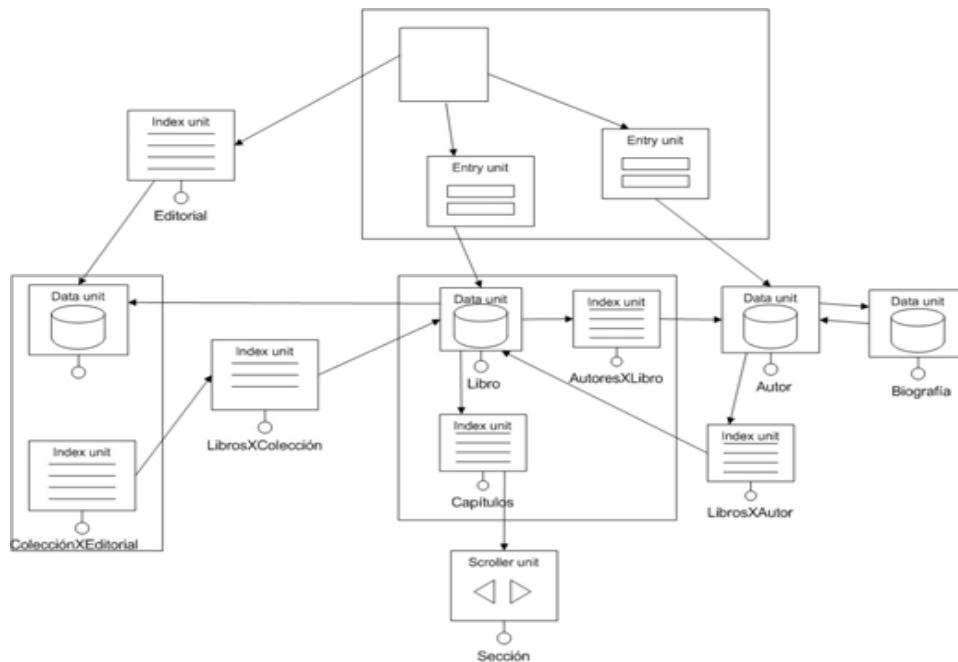 Index unit
Editorial
Entry unit
Entry unit
Data unit
Index unit
ColecciónXEditorial
Index unit
LibrosXColección
Data unit
Libro
Index unit
AutoresXLibro
Index unit
Capítulos
Data unit
Autor
Data unit
Biografía
Index unit
LibrosXAutor
Scroller unit
Sección